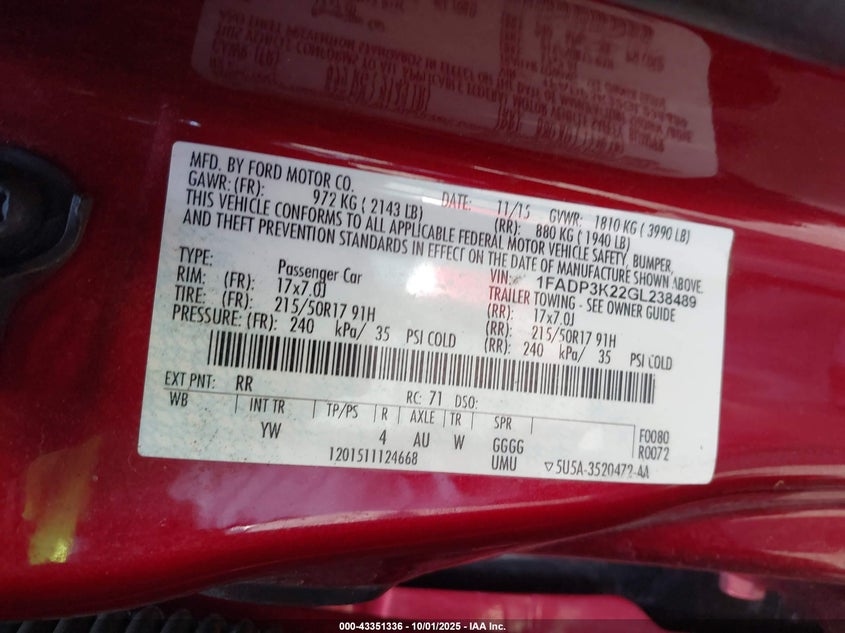 MFD. BY FORD MOTOR CO.
DATE: 11/15 GVWR: 1810 KG ( 3990 LB)
GAWR: (FR): 972 KG ( 2143 LB) (RR): 880 KG ( 1940 LB)
THIS VEHICLE CONFORMS TO ALL APPLICABLE FEDERAL MOTOR VEHICLE SAFETY, BUMPER,
AND THEFT PREVENTION STANDARDS IN EFFECT ON THE DATE OF MANUFACTURE SHOWN ABOVE.
VIN: 1FADP3K22GL238489
TYPE: Passenger Car TRAILER TOWING - SEE OWNER GUIDE
RIM: (FR): 17x7.0J (RR): 17x7.0J
TIRE: (FR): 215/50R17 91H (RR): 215/50R17 91H
PRESSURE: (FR): 240 kPa/ 35 PSI COLD (RR): 240 kPa/ 35 PSI COLD
EXT PNT: RR RC: 71 DSO:
WB INT TR TP/PS R AXLE TR SPR
YW 4 AU W GGGG F0080
UMU R0072
1201511124668 ▽5U5A-3520472-AA
000-43351336 - 10/01/2025 - IAA Inc.